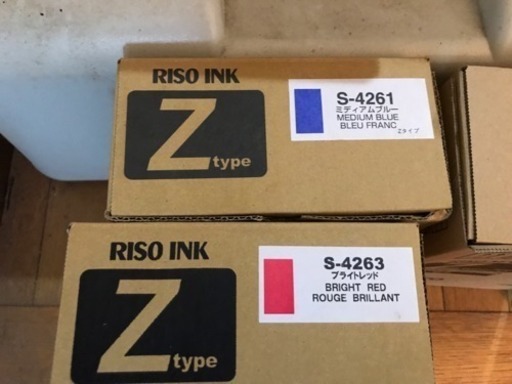 RISO INK
Z type
S-4261
ミディアムブルー
MEDIUM BLUE
BLEU FRANC
Zタイプ
RISO INK
Z type
S-4263
ブライトレッド
BRIGHT RED
ROUGE BRILLANT